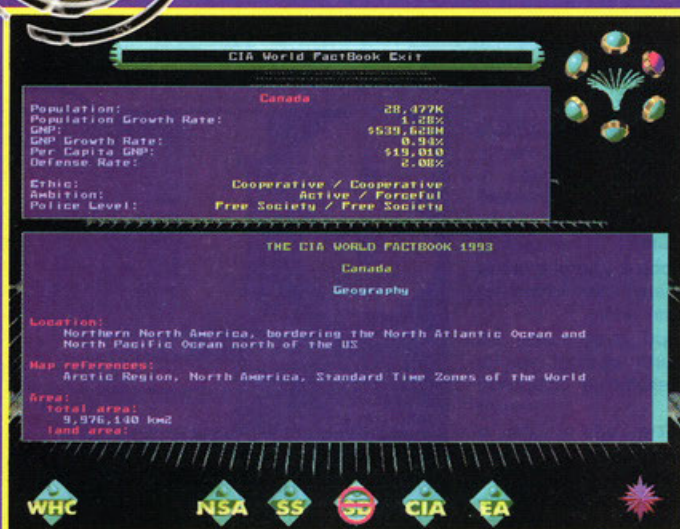 CIA World FactBook Exit
Canada
Population: 28,477K
Population Growth Rate: 1.28%
GNP: $539,628M
GNP Growth Rate: 0.94%
Per Capita GNP: $19,010
Defense Rate: 2.08%
Ethic: Cooperative / Cooperative
Ambition: Active / Forceful
Police Level: Free Society / Free Society
THE CIA WORLD FACTBOOK 1993
Canada
Geography
Location:
Northern North America, bordering the North Atlantic Ocean and
North Pacific Ocean north of the US
Map references:
Arctic Region, North America, Standard Time Zones of the World
Area:
total area:
9,976,140 km2
land area:
WHC NSA SS SD CIA EA